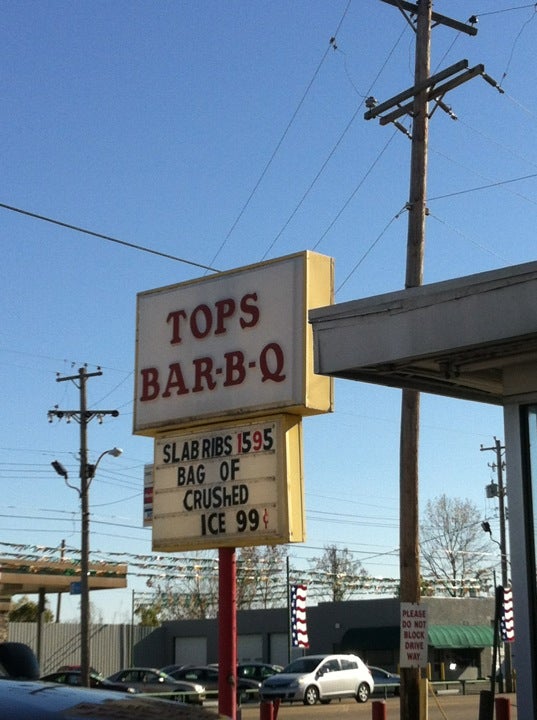 TOPS
BAR-B-Q
SLAB RIBS 1595
BAG OF
CRUSHED
ICE 99¢
PLEASE
DO NOT
BLOCK
DRIVE
WAY